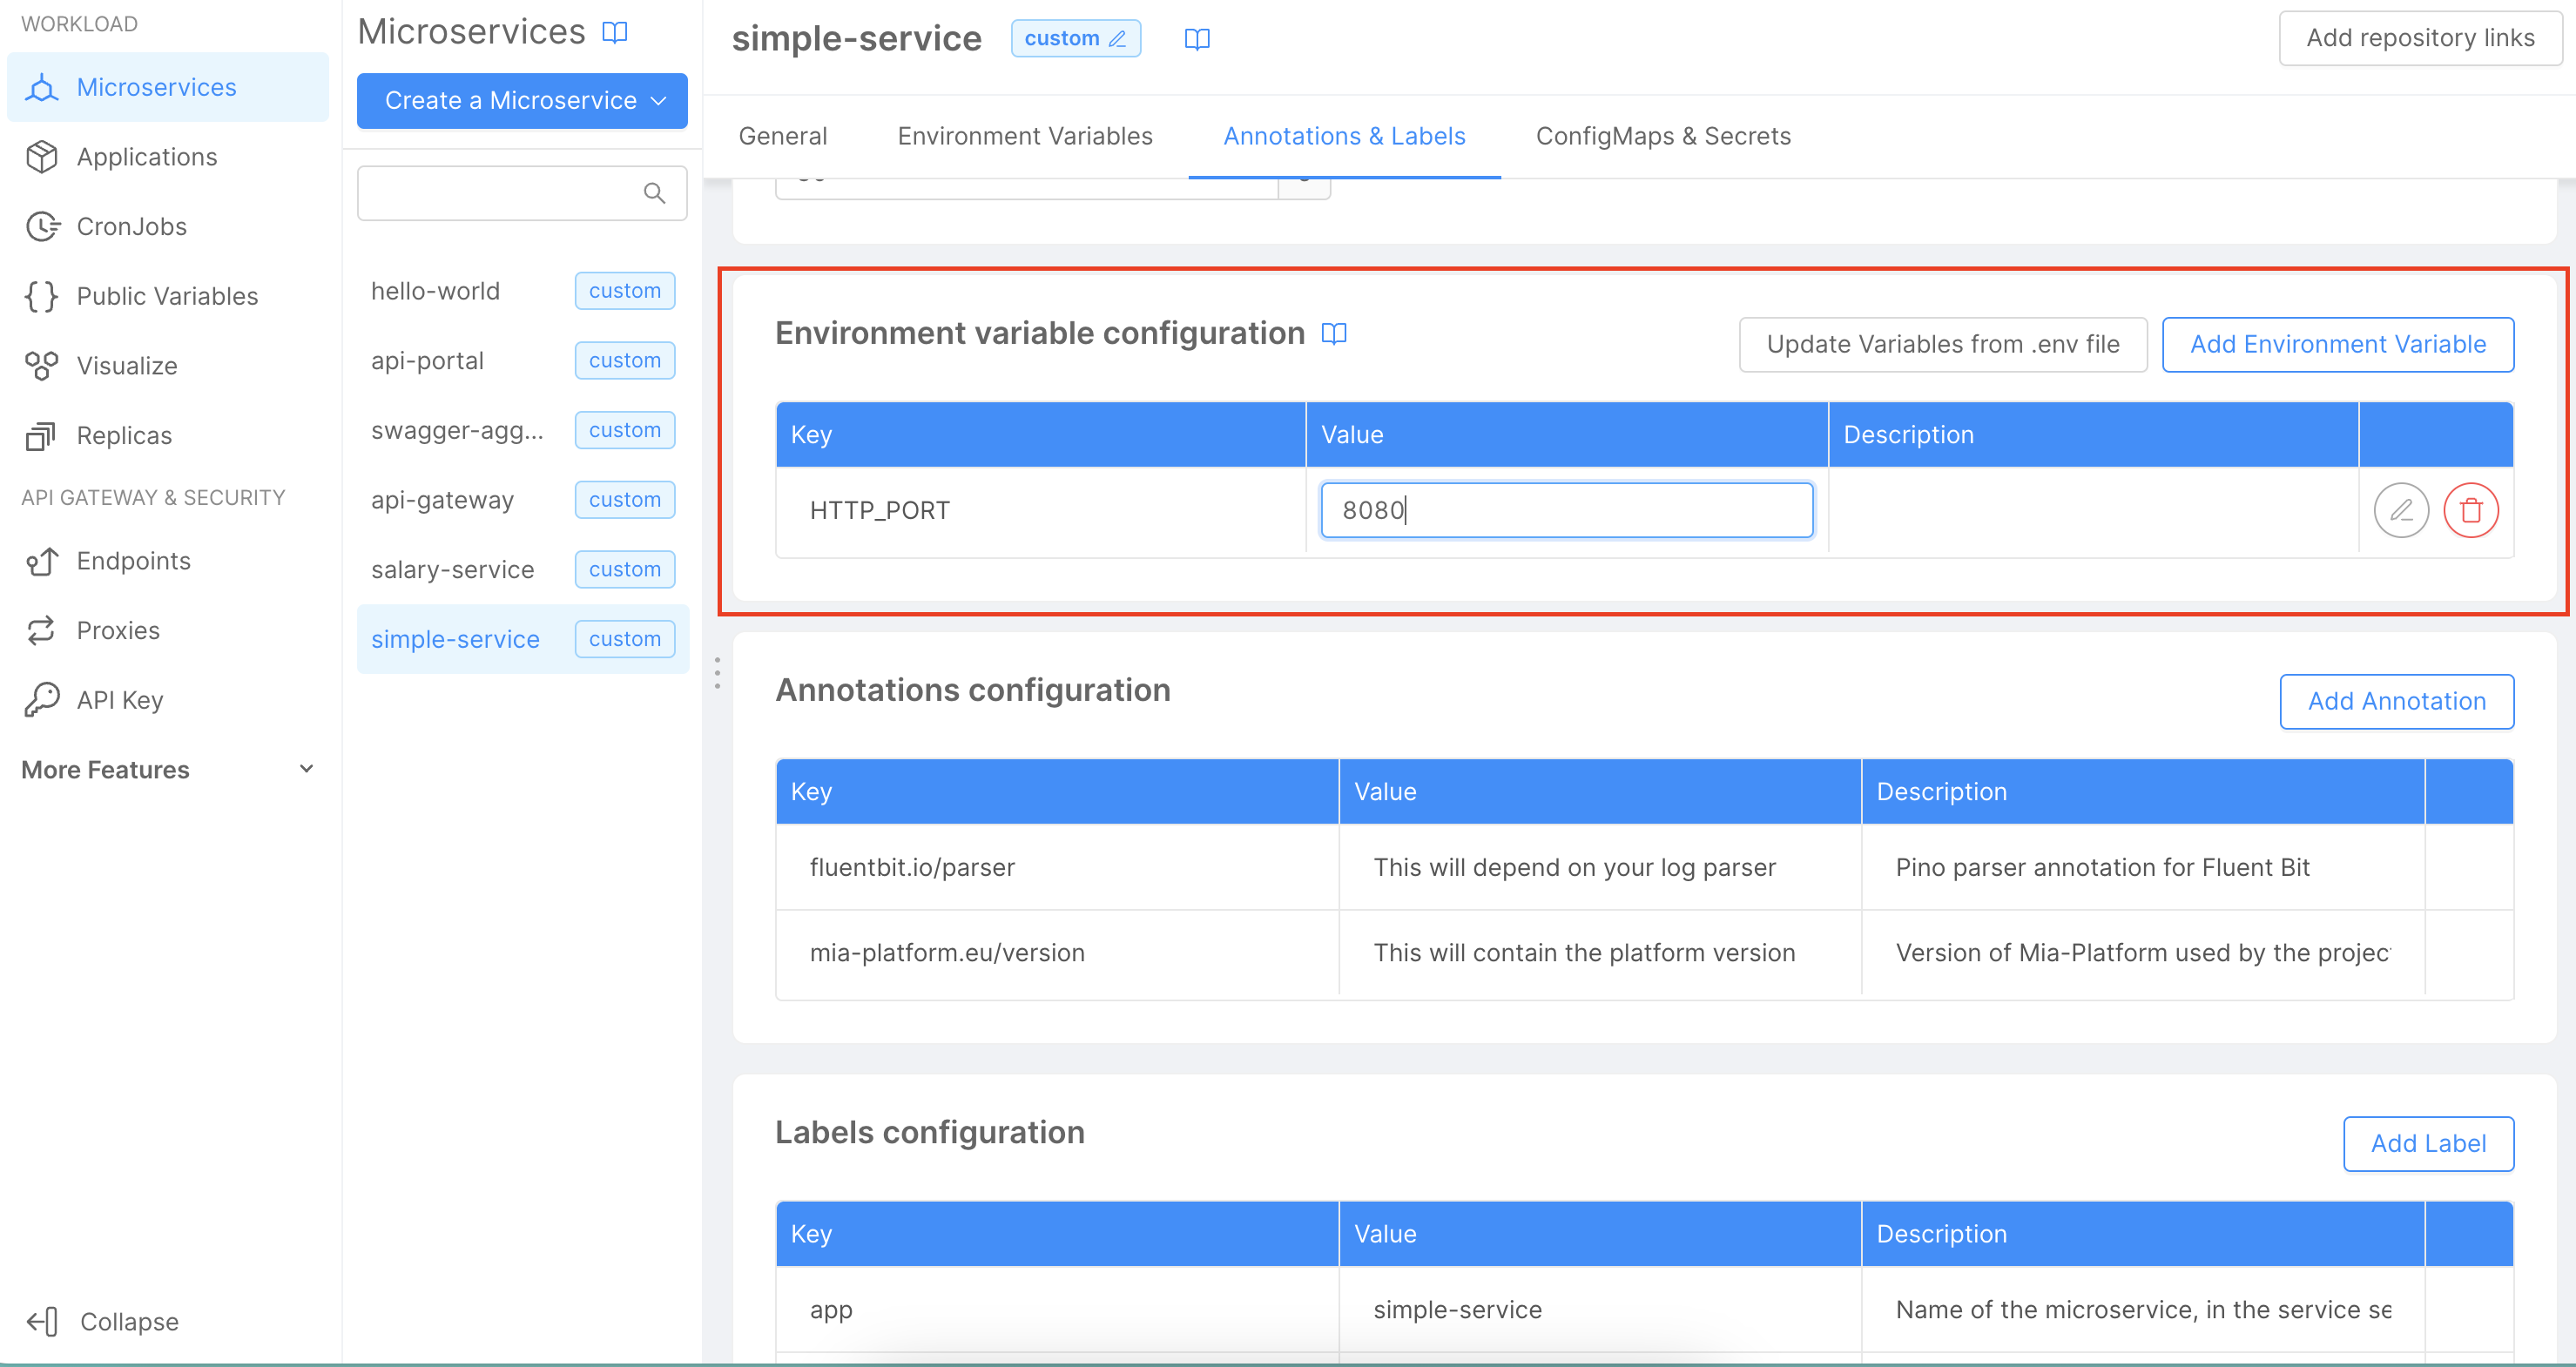 WORKLOAD
Microservices
Applications
CronJobs
Public Variables
Visualize
Replicas
API GATEWAY & SECURITY
Endpoints
Proxies
API Key
More Features
Collapse
Microservices
Create a Microservice
hello-world custom
api-portal custom
swagger-agg... custom
api-gateway custom
salary-service custom
simple-service custom
simple-service custom
Add repository links
General Environment Variables Annotations & Labels ConfigMaps & Secrets
Environment variable configuration
Update Variables from .env file Add Environment Variable
Key Value Description
HTTP_PORT 8080
Annotations configuration
Add Annotation
Key Value Description
fluentbit.io/parser This will depend on your log parser Pino parser annotation for Fluent Bit
mia-platform.eu/version This will contain the platform version Version of Mia-Platform used by the projec
Labels configuration
Add Label
Key Value Description
app simple-service Name of the microservice, in the service se